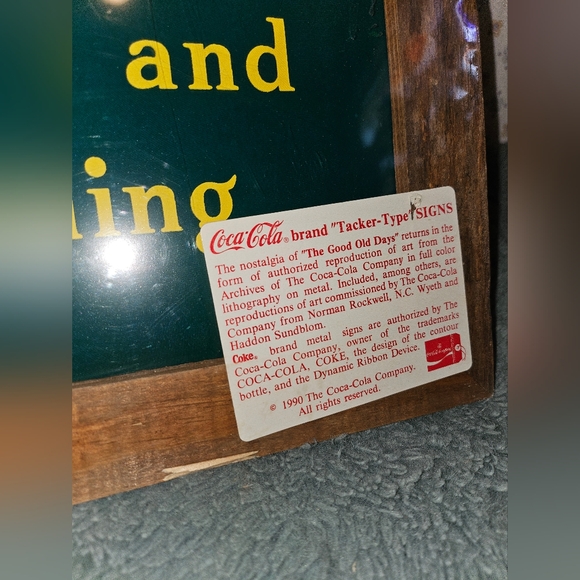 and
ing
Coca-Cola® brand "Tacker-Type" SIGNS
The nostalgia of "The Good Old Days" returns in the
form of authorized reproduction of art from the
Archives of The Coca-Cola Company in full color
lithography on metal. Included, among others, are
reproductions of art commissioned by The Coca-Cola
Company from Norman Rockwell, N.C. Wyeth and
Haddon Sundblom.
Coke® brand metal signs are authorized by The
Coca-Cola Company, owner of the trademarks
COCA-COLA, COKE, the design of the contour
bottle, and the Dynamic Ribbon Device.
© 1990 The Coca-Cola Company.
All rights reserved.